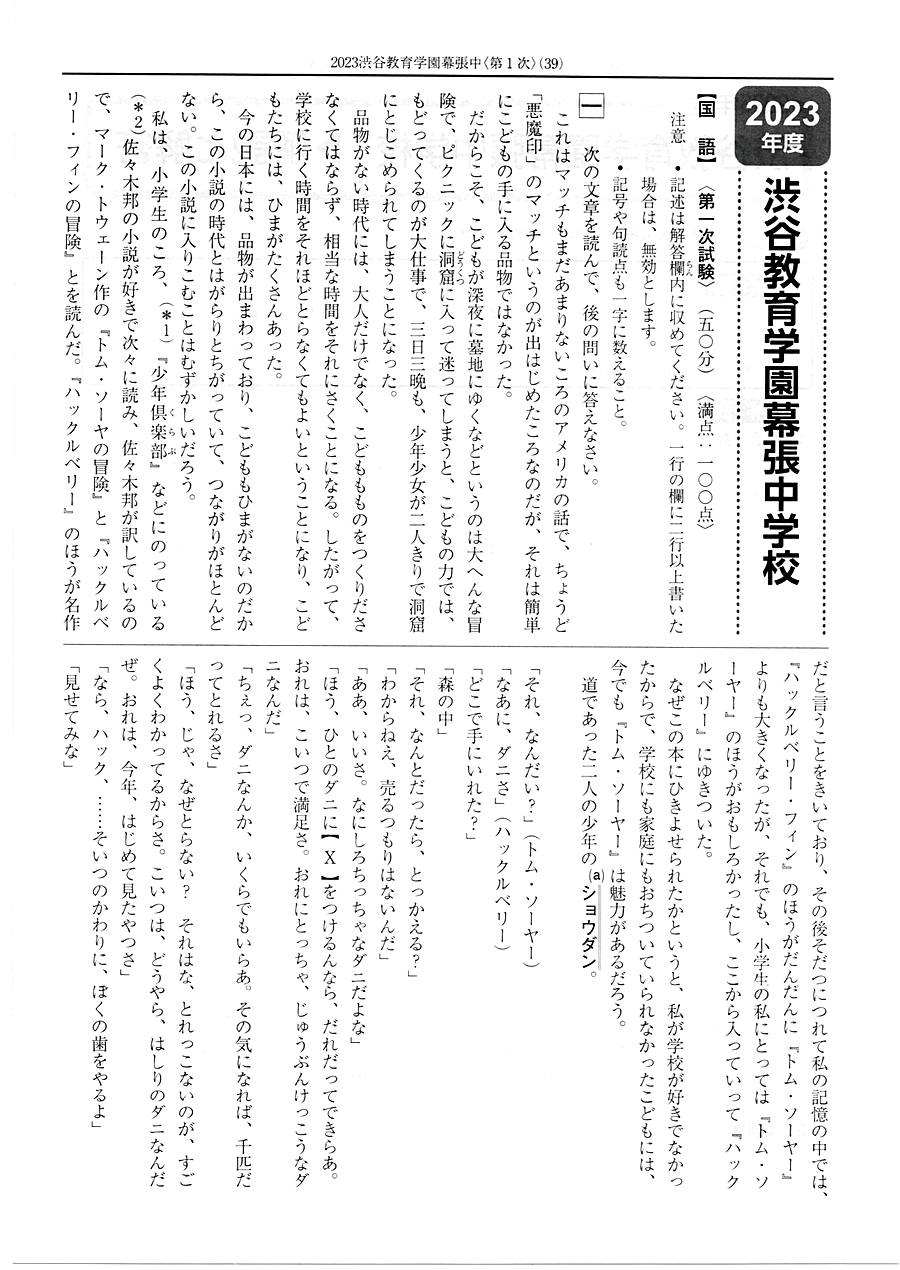 2023渋谷教育学園幕張中〈第1次〉(39)
2023
年度
渋谷教育学園幕張中学校
【国 語】〈第一次試験〉(五〇分)〈満点:一〇〇点〉
注意 ・記述は解答欄内に収めてください。一行の欄に二行以上書いた
らん
場合は、無効とします。
・記号や句読点も一字に数えること。
一 次の文章を読んで、後の問いに答えなさい。
これはマッチもまだあまりないころのアメリカの話で、ちょうど
「悪魔印」のマッチというのが出はじめたころなのだが、それは簡単
にこどもの手に入る品物ではなかった。
だからこそ、こどもが深夜に墓地にゆくなどというのは大へんな冒
険で、ピクニックに洞窟に入って迷ってしまうと、こどもの力では、
どうくつ
もどってくるのが大仕事で、三日三晩も、少年少女が二人きりで洞窟
にとじこめられてしまうことになった。
品物がない時代には、大人だけでなく、こどもももものをつくりださ
なくてはならず、相当な時間をそれにさくことになる。したがって、
学校に行く時間をそれほどとらなくてもよいということになり、こど
もたちには、ひまがたくさんあった。
今の日本には、品物が出まわっており、こどももひまがないのだか
ら、この小説の時代とはがらりとちがっていて、つながりがほとんど
ない。この小説に入りこむことはむずかしいだろう。
私は、小学生のころ、(*1)『少年倶楽部』などにのっている
くらぶ
(*2)佐々木邦の小説が好きで次々に読み、佐々木邦が訳しているの
で、マーク・トウェーン作の『トム・ソーヤの冒険』と『ハックルベ
リー・フィンの冒険』とを読んだ。『ハックルベリー』のほうが名作
だと言うことをきいており、その後そだつにつれて私の記憶の中では、
『ハックルベリー・フィン』のほうがだんだんに『トム・ソーヤー』
よりも大きくなったが、それでも、小学生の私にとっては『トム・ソ
ーヤー』のほうがおもしろかったし、ここから入っていって『ハック
ルベリー』にゆきついた。
なぜこの本にひきよせられたかというと、私が学校が好きでなかっ
たからで、学校にも家庭にもおちついていられなかったこどもには、
今でも『トム・ソーヤー』は魅力があるだろう。
道であった二人の少年の(a)ショウダン。
「それ、なんだい?」(トム・ソーヤー)
「なあに、ダニさ」(ハックルベリー)
「どこで手にいれた?」
「森の中」
「それ、なんとだったら、とっかえる?」
「わからねえ、売るつもりはないんだ」
「ああ、いいさ。なにしろちっちゃなダニだよな」
「ほう、ひとのダニに【 X 】をつけるんなら、だれだってできらあ。
おれは、こいつで満足さ。おれにとっちゃ、じゅうぶんけっこうなダ
ニなんだ」
「ちぇっ、ダニなんか、いくらでもいらあ。その気になれば、千匹だ
ってとれるさ」
「ほう、じゃ、なぜとらない? それはな、とれっこないのが、すご
くよくわかってるからさ。こいつは、どうやら、はしりのダニなんだ
ぜ。おれは、今年、はじめて見たやつさ」
「なら、ハック、……そいつのかわりに、ぼくの歯をやるよ」
「見せてみな」